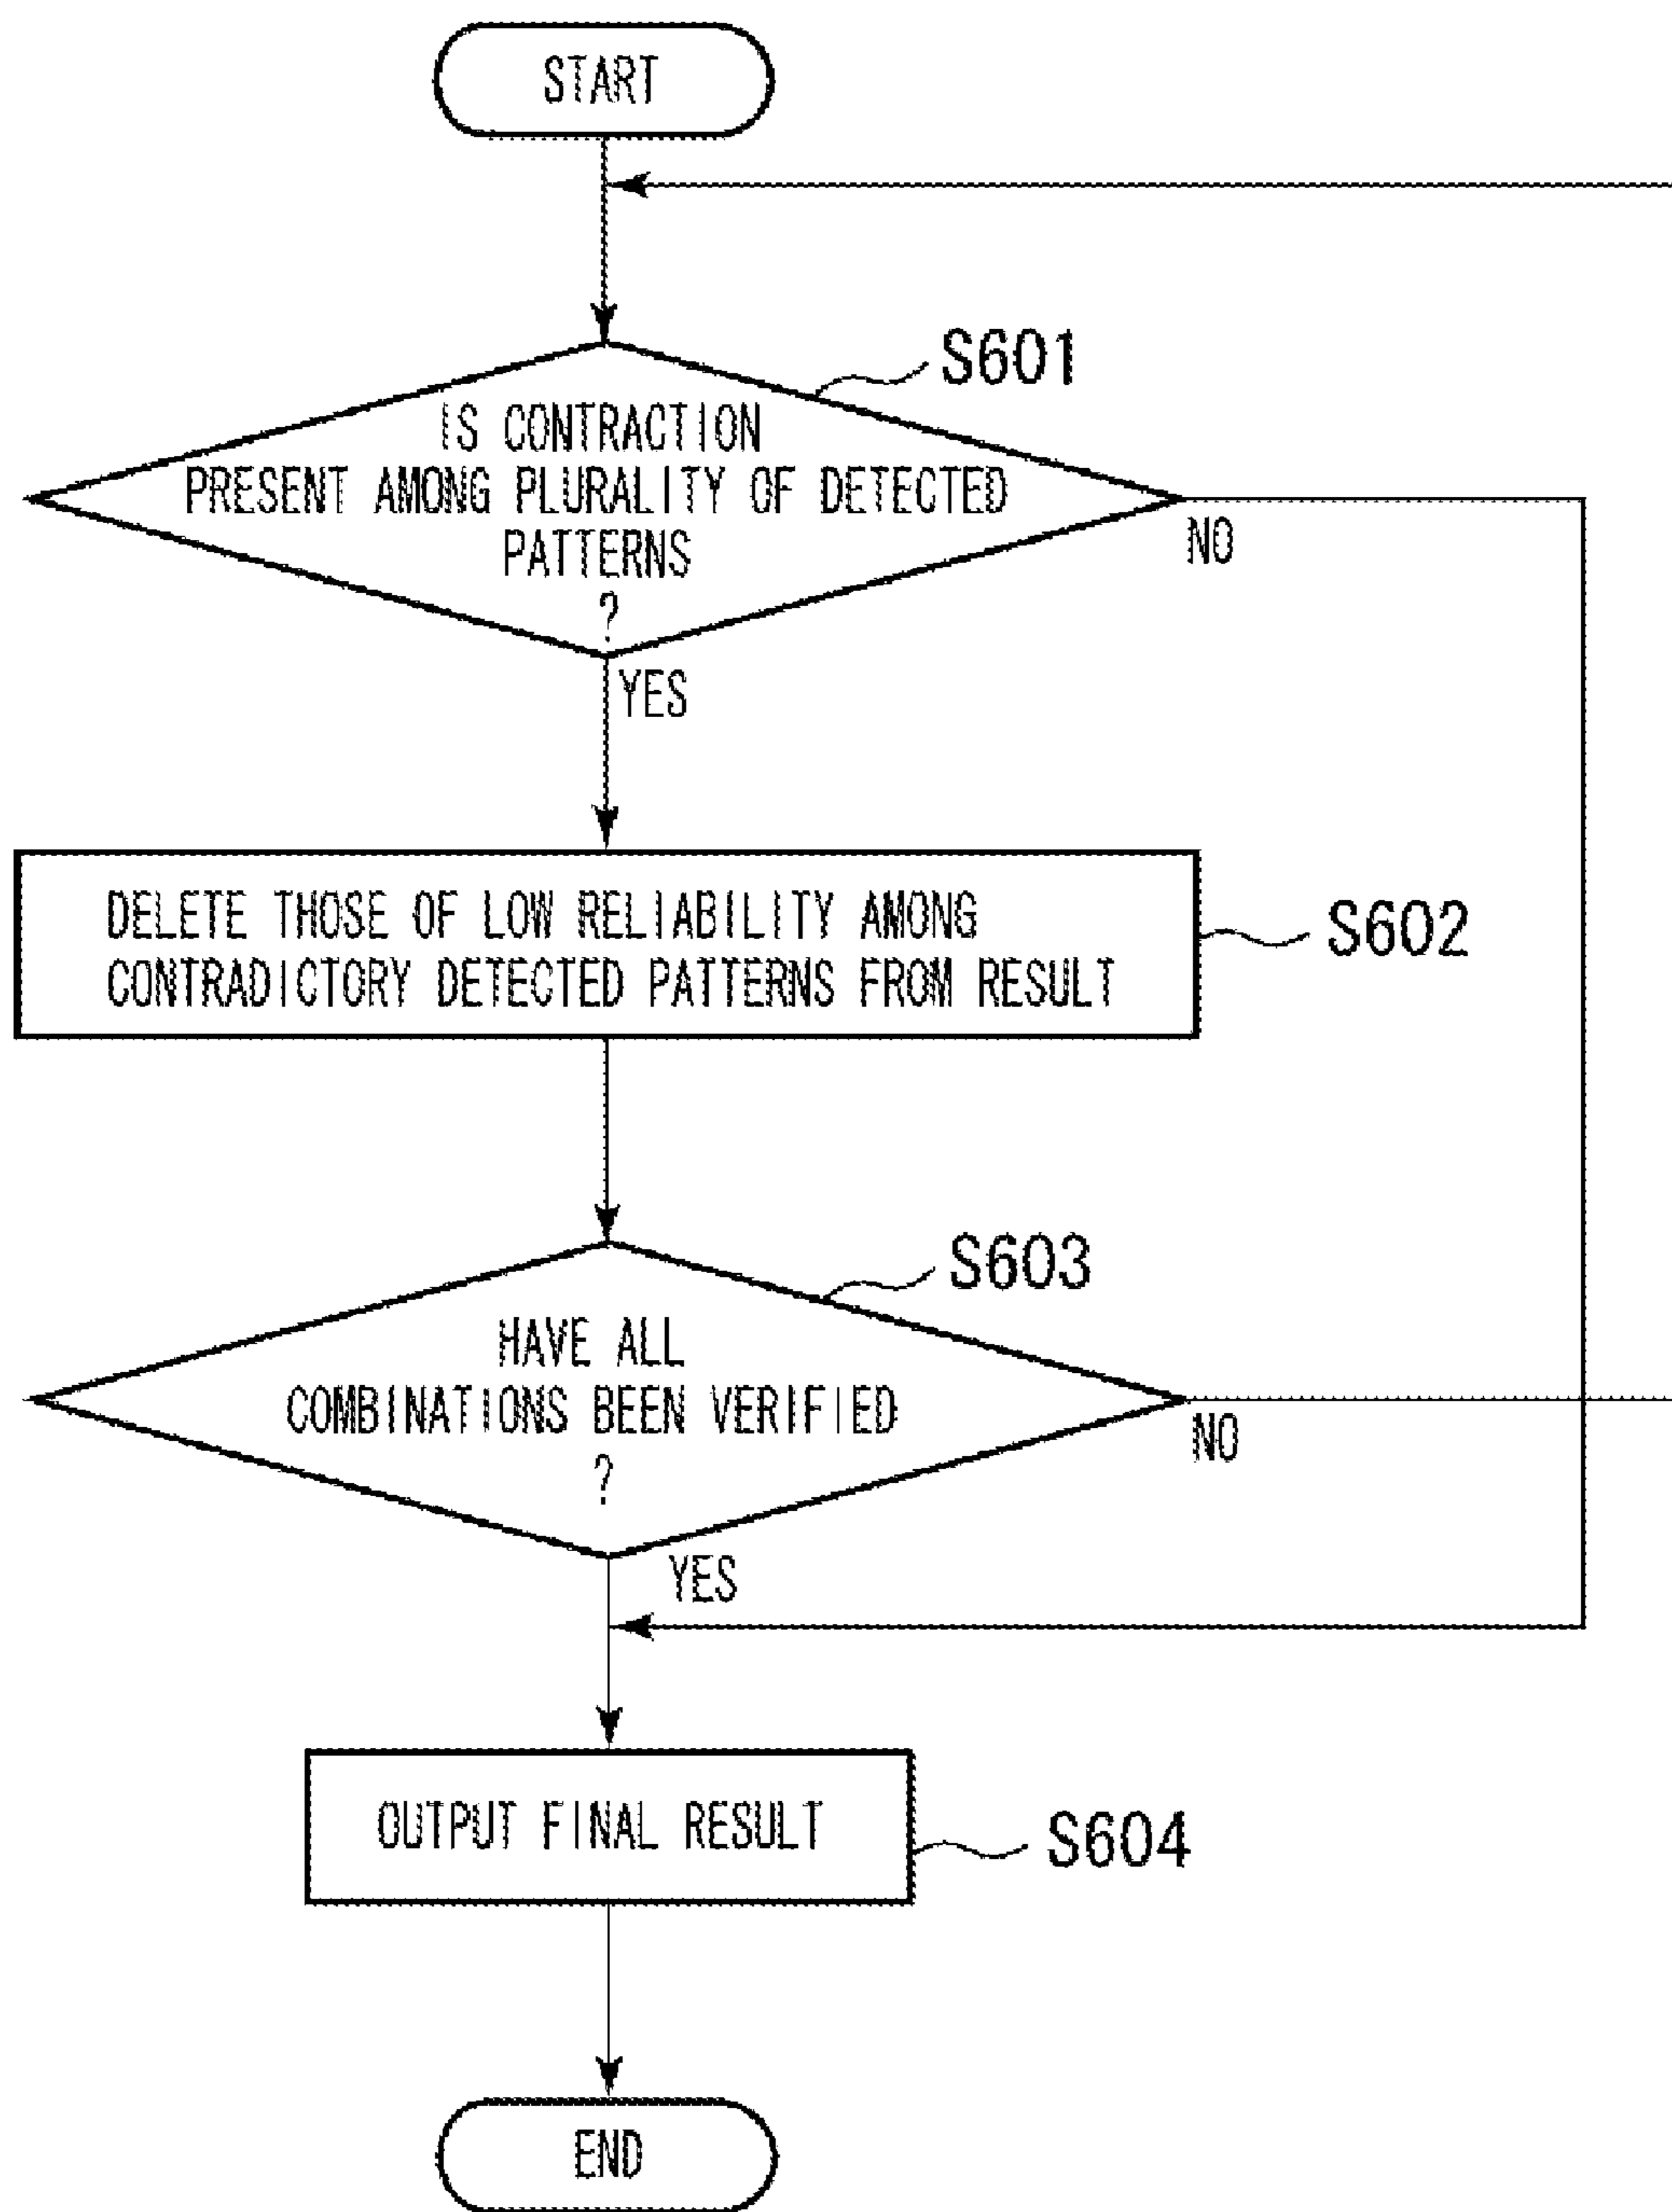 START
S601
IS CONTRACTION
PRESENT AMONG PLURALITY OF DETECTED
PATTERNS
?
NO
YES
DELETE THOSE OF LOW RELIABILITY AMONG
CONTRADICTORY DETECTED PATTERNS FROM RESULT
S602
S603
HAVE ALL
COMBINATIONS BEEN VERIFIED
?
NO
YES
OUTPUT FINAL RESULT
S604
END